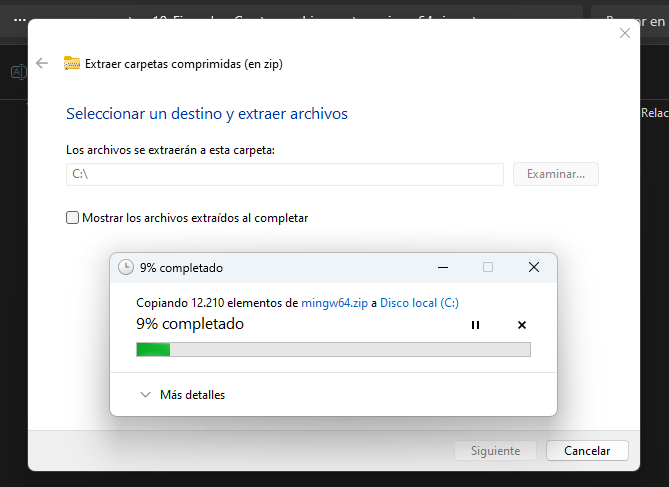 Relac
Extraer carpetas comprimidas (en zip)
Seleccionar un destino y extraer archivos
Los archivos se extraerán a esta carpeta:
C:\
Examinar...
Mostrar los archivos extraídos al completar
9% completado
Copiando 12.210 elementos de mingw64.zip a Disco local (C:)
9% completado
Más detalles
Siguiente
Cancelar